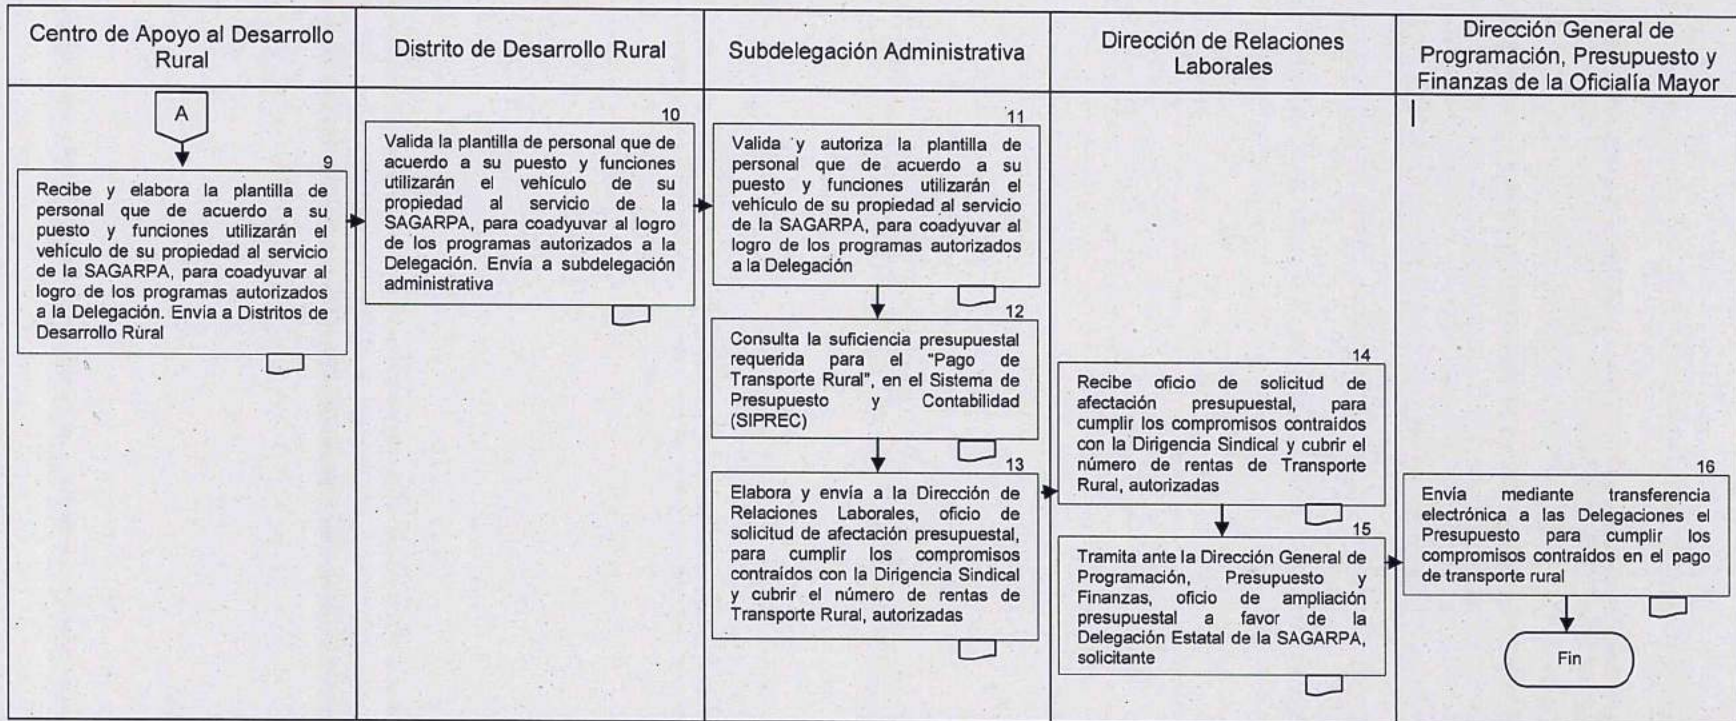 Centro de Apoyo al Desarrollo
Rural
Distrito de Desarrollo Rural
Subdelegación Administrativa
Dirección de Relaciones
Laborales
Dirección General de
Programación, Presupuesto y
Finanzas de la Oficialía Mayor
A
9
Recibe y elabora la plantilla de
personal que de acuerdo a su
puesto y funciones utilizarán el
vehículo de su propiedad al servicio
de la SAGARPA, para coadyuvar al
logro de los programas autorizados
a la Delegación. Envía a Distritos de
Desarrollo Rural
10
Valida la plantilla de personal que de
acuerdo a su puesto y funciones
utilizarán el vehículo de su
propiedad al servicio de la
SAGARPA, para coadyuvar al logro
de los programas autorizados a la
Delegación. Envía a subdelegación
administrativa
11
Valida y autoriza la plantilla de
personal que de acuerdo a su
puesto y funciones utilizarán el
vehículo de su propiedad al servicio
de la SAGARPA, para coadyuvar al
logro de los programas autorizados
a la Delegación
12
Consulta la suficiencia presupuestal
requerida para el "Pago de
Transporte Rural", en el Sistema de
Presupuesto y Contabilidad
(SIPREC)
13
Elabora y envía a la Dirección de
Relaciones Laborales, oficio de
solicitud de afectación presupuestal,
para cumplir los compromisos
contraídos con la Dirigencia Sindical
y cubrir el número de rentas de
Transporte Rural, autorizadas
14
Recibe oficio de solicitud de
afectación presupuestal, para
cumplir los compromisos contraídos
con la Dirigencia Sindical y cubrir el
número de rentas de Transporte
Rural, autorizadas
15
Tramita ante la Dirección General de
Programación, Presupuesto y
Finanzas, oficio de ampliación
presupuestal a favor de la
Delegación Estatal de la SAGARPA,
solicitante
16
Envía mediante transferencia
electrónica a las Delegaciones el
Presupuesto para cumplir los
compromisos contraídos en el pago
de transporte rural
Fin